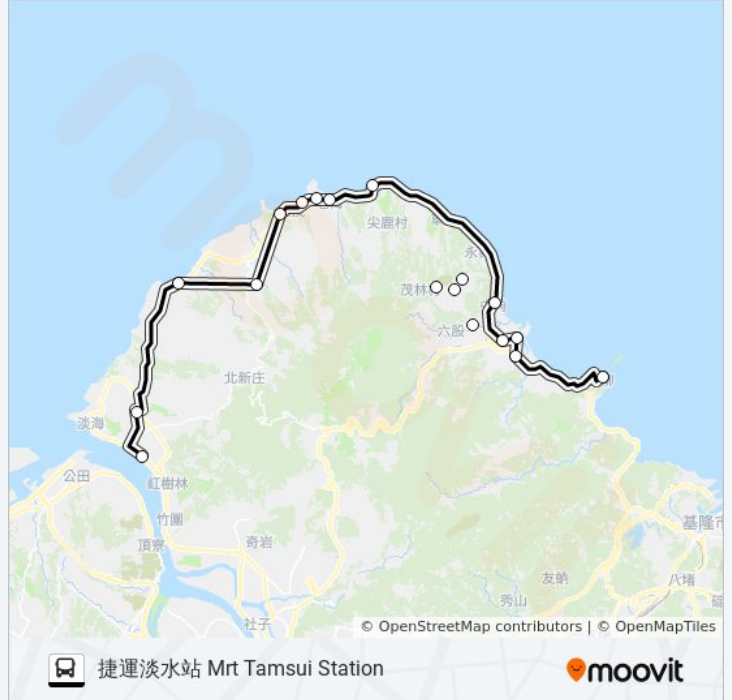 尖鹿村
茂林
六股
北新庄
淡海
公田
紅樹林
竹圍
基隆市
頂寮
奇岩
友蚋
八堵
秀山
社子
© OpenStreetMap contributors | © OpenMapTiles
捷運淡水站 Mrt Tamsui Station
moovit